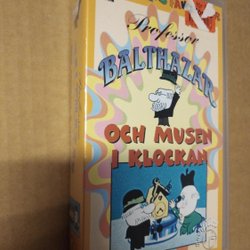 Professor
BALTHAZAR
OCH MUSEN
I KLOCKAN